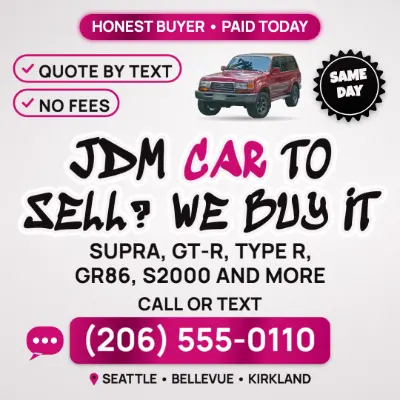 HONEST BUYER • PAID TODAY
QUOTE BY TEXT
NO FEES
SAME
DAY
JDM CAR TO
SELL? WE BUY IT
SUPRA, GT-R, TYPE R,
GR86, S2000 AND MORE
CALL OR TEXT
(206) 555-0110
SEATTLE • BELLEVUE • KIRKLAND